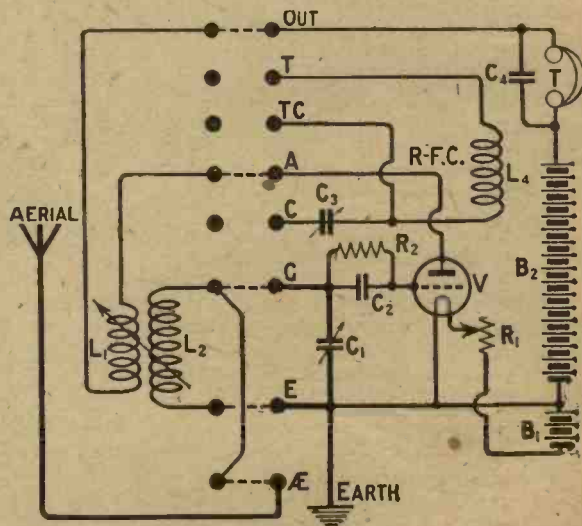 OUT
T
C₄
T
TC
R-F.C.
L₄
A
C₃
AERIAL
C
R₂
B₂
G
C₂
V
R₁
L₁
L₂
C₁
E
B₁
Æ
EARTH